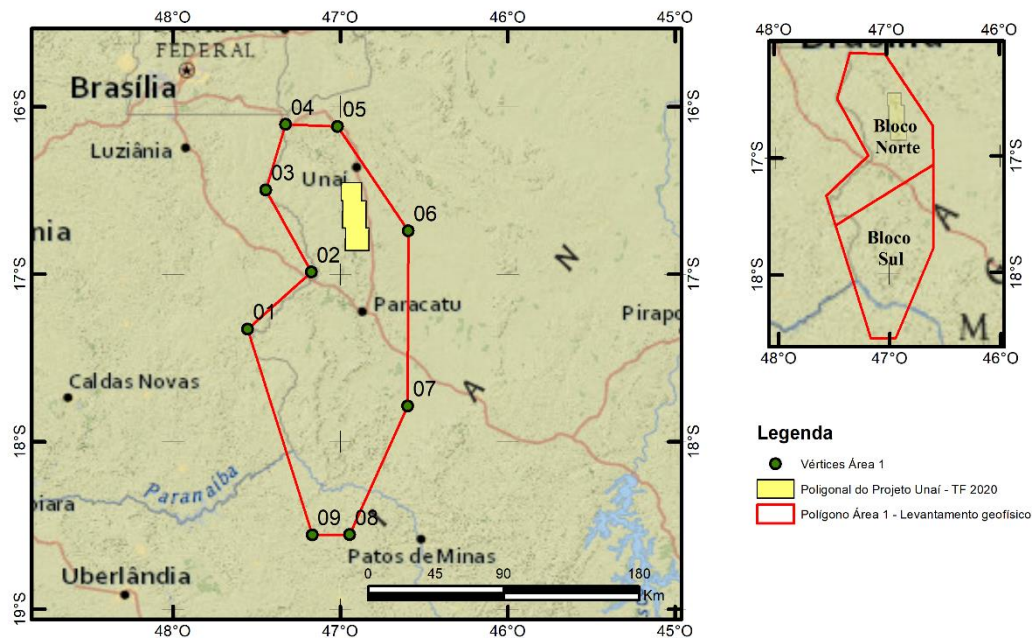 48°O
47°O
46°O
45°O
FEDERAL
Brasília
16°S
16°S
04
05
Luziânia
03
Unaí
06
nia
02
N
17°S
17°S
Paracatu
01
Pirapo
A
Caldas Novas
07
18°S
18°S
Paranaíba
09
08
Patos de Minas
Uberlândia
0
45
90
180
Km
19°S
19°S
48°O
47°O
46°O
45°O
48°O
47°O
46°O
Brasília
Bloco
Norte
17°S
17°S
A
Bloco
Sul
18°S
18°S
M
48°O
47°O
46°O
Legenda
Vértices Área 1
Poligonal do Projeto Unaí - TF 2020
Polígono Área 1 - Levantamento geofísico